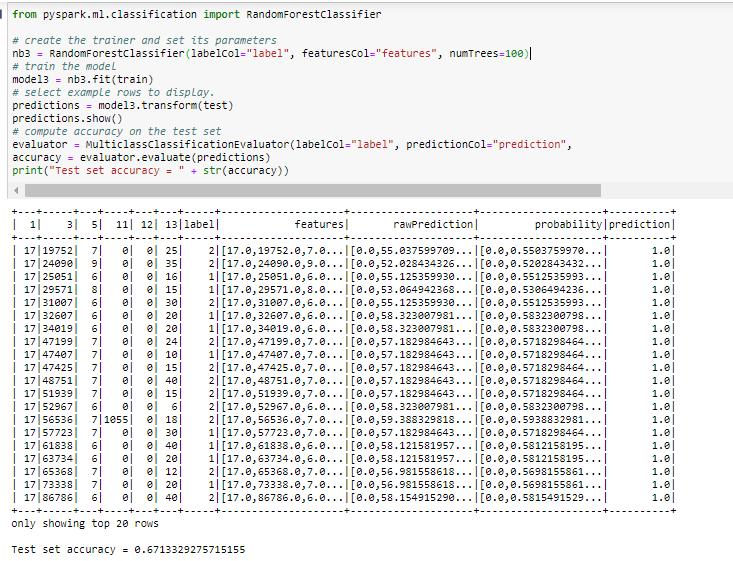 from pyspark.ml.classification import RandomForestClassifier
# create the trainer and set its parameters
nb3 = RandomForestClassifier(labelCol="label", featuresCol="features", numTrees=100)
# train the model
model3 = nb3.fit(train)
# select example rows to display.
predictions = model3.transform(test)
predictions.show()
# compute accuracy on the test set
evaluator = MulticlassClassificationEvaluator(labelCol="label", predictionCol="prediction",
accuracy = evaluator.evaluate(predictions)
print("Test set accuracy = " + str(accuracy))
+---+-----+---+----+---+---+-----+--------------------+--------------------+--------------------+----------+
| 1| 3| 5| 11| 12| 13|label| features| rawPrediction| probability|prediction|
+---+-----+---+----+---+---+-----+--------------------+--------------------+--------------------+----------+
| 17|19752| 7| 0| 0| 25| 2|[17.0,19752.0,7.0...|[0.0,55.037599709...|[0.0,0.5503759970...| 1.0|
| 17|24090| 9| 0| 0| 35| 2|[17.0,24090.0,9.0...|[0.0,52.028434326...|[0.0,0.5202843432...| 1.0|
| 17|25051| 6| 0| 0| 16| 1|[17.0,25051.0,6.0...|[0.0,55.125359930...|[0.0,0.5512535993...| 1.0|
| 17|29571| 8| 0| 0| 15| 1|[17.0,29571.0,8.0...|[0.0,53.064942368...|[0.0,0.5306494236...| 1.0|
| 17|31007| 6| 0| 0| 30| 2|[17.0,31007.0,6.0...|[0.0,55.125359930...|[0.0,0.5512535993...| 1.0|
| 17|32607| 6| 0| 0| 20| 1|[17.0,32607.0,6.0...|[0.0,58.323007981...|[0.0,0.5832300798...| 1.0|
| 17|34019| 6| 0| 0| 20| 1|[17.0,34019.0,6.0...|[0.0,58.323007981...|[0.0,0.5832300798...| 1.0|
| 17|47199| 7| 0| 0| 24| 2|[17.0,47199.0,7.0...|[0.0,57.182984643...|[0.0,0.5718298464...| 1.0|
| 17|47407| 7| 0| 0| 10| 1|[17.0,47407.0,7.0...|[0.0,57.182984643...|[0.0,0.5718298464...| 1.0|
| 17|47425| 7| 0| 0| 15| 2|[17.0,47425.0,7.0...|[0.0,57.182984643...|[0.0,0.5718298464...| 1.0|
| 17|48751| 7| 0| 0| 40| 2|[17.0,48751.0,7.0...|[0.0,57.182984643...|[0.0,0.5718298464...| 1.0|
| 17|51939| 7| 0| 0| 15| 2|[17.0,51939.0,7.0...|[0.0,57.182984643...|[0.0,0.5718298464...| 1.0|
| 17|52967| 6| 0| 0| 6| 2|[17.0,52967.0,6.0...|[0.0,58.323007981...|[0.0,0.5832300798...| 1.0|
| 17|56536| 7|1055| 0| 18| 2|[17.0,56536.0,7.0...|[0.0,59.388329818...|[0.0,0.5938832981...| 1.0|
| 17|57723| 7| 0| 0| 30| 1|[17.0,57723.0,7.0...|[0.0,57.182984643...|[0.0,0.5718298464...| 1.0|
| 17|61838| 6| 0| 0| 40| 2|[17.0,61838.0,6.0...|[0.0,58.121581957...|[0.0,0.5812158195...| 1.0|
| 17|63734| 6| 0| 0| 20| 1|[17.0,63734.0,6.0...|[0.0,58.121581957...|[0.0,0.5812158195...| 1.0|
| 17|65368| 7| 0| 0| 12| 2|[17.0,65368.0,7.0...|[0.0,56.981558618...|[0.0,0.5698155861...| 1.0|
| 17|73338| 7| 0| 0| 20| 1|[17.0,73338.0,7.0...|[0.0,56.981558618...|[0.0,0.5698155861...| 1.0|
| 17|86786| 6| 0| 0| 40| 2|[17.0,86786.0,6.0...|[0.0,58.154915290...|[0.0,0.5815491529...| 1.0|
+---+-----+---+----+---+---+-----+--------------------+--------------------+--------------------+----------+
only showing top 20 rows
Test set accuracy = 0.6713329275715155